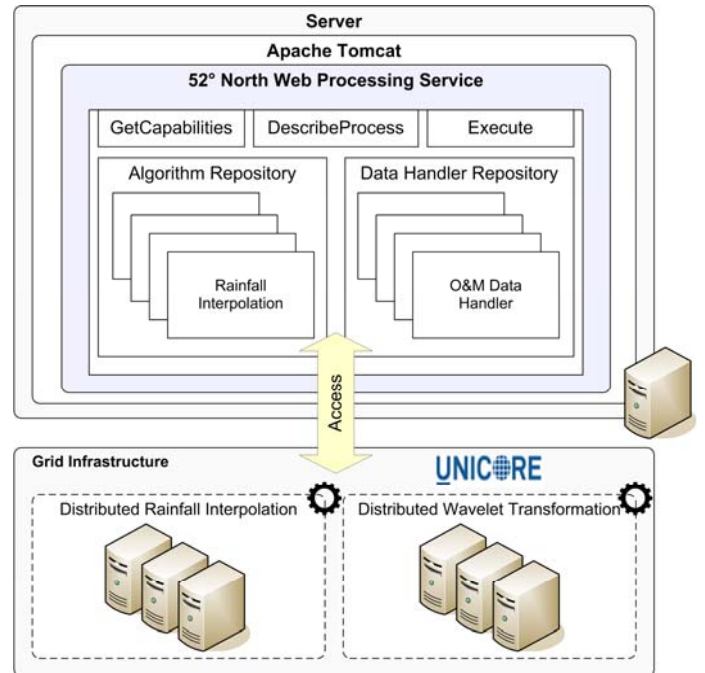 Server
Apache Tomcat
52° North Web Processing Service
GetCapabilities
DescribeProcess
Execute
Algorithm Repository
Data Handler Repository
Rainfall
Interpolation
O&M Data
Handler
Access
Grid Infrastructure
UNICORE
Distributed Rainfall Interpolation
Distributed Wavelet Transformation